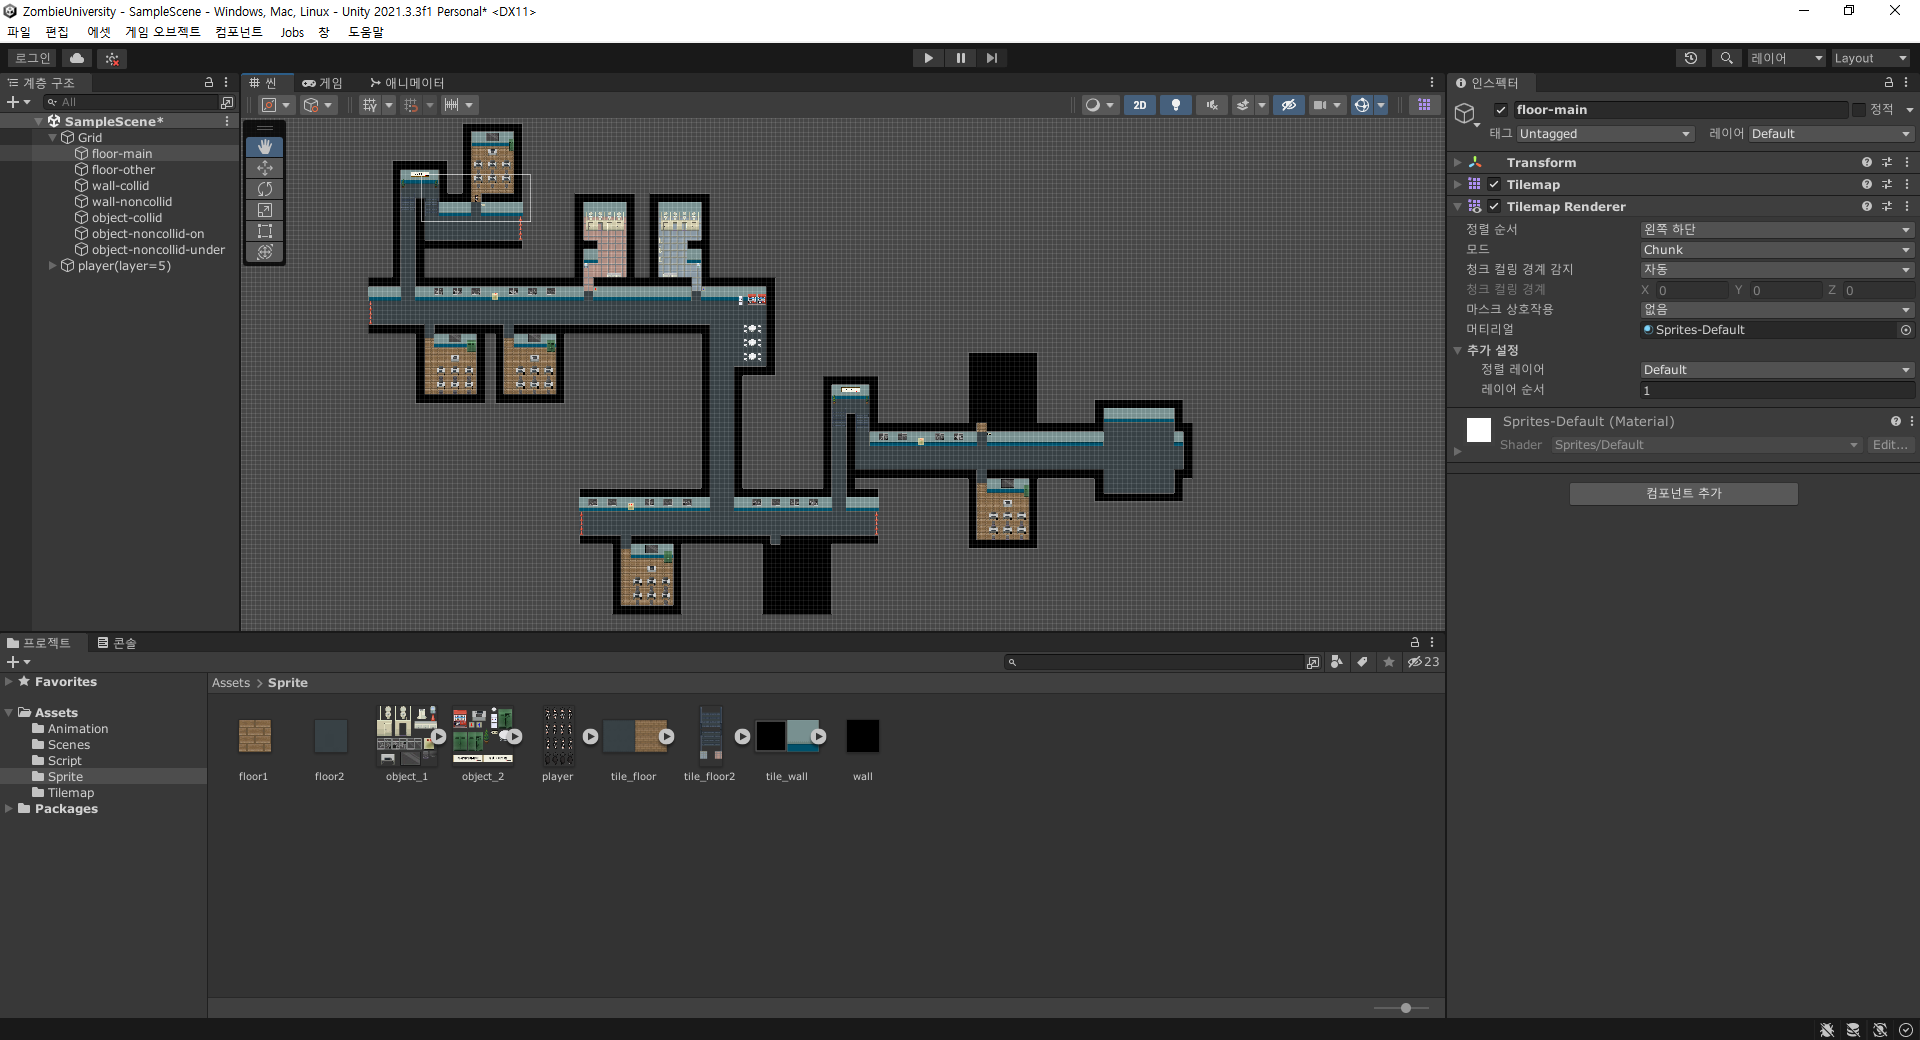 ZombieUniversity - SampleScene - Windows, Mac, Linux - Unity 2021.3.3f1 Personal* <DX11>
파일 편집 에셋 게임 오브젝트 컴포넌트 Jobs 창 도움말
로그인 레이어 Layout
계층 구조
All
SampleScene*
Grid
floor-main
floor-other
wall-collid
wall-noncollid
object-collid
object-noncollid-on
object-noncollid-under
player(layer=5)
씬 게임 애니메이터
2D
인스펙터
floor-main 정적
태그 Untagged 레이어 Default
Transform
Tilemap
Tilemap Renderer
정렬 순서 왼쪽 하단
모드 Chunk
청크 컬링 경계 감지 자동
청크 컬링 경계 X 0 Y 0 Z 0
마스크 상호작용 없음
머티리얼 Sprites-Default
추가 설정
정렬 레이어 Default
레이어 순서 1
Sprites-Default (Material)
Shader Sprites/Default Edit...
컴포넌트 추가
프로젝트 콘솔
23
Favorites
Assets
Animation
Scenes
Script
Sprite
Tilemap
Packages
Assets > Sprite
floor1 floor2 object_1 object_2 player tile_floor tile_floor2 tile_wall wall